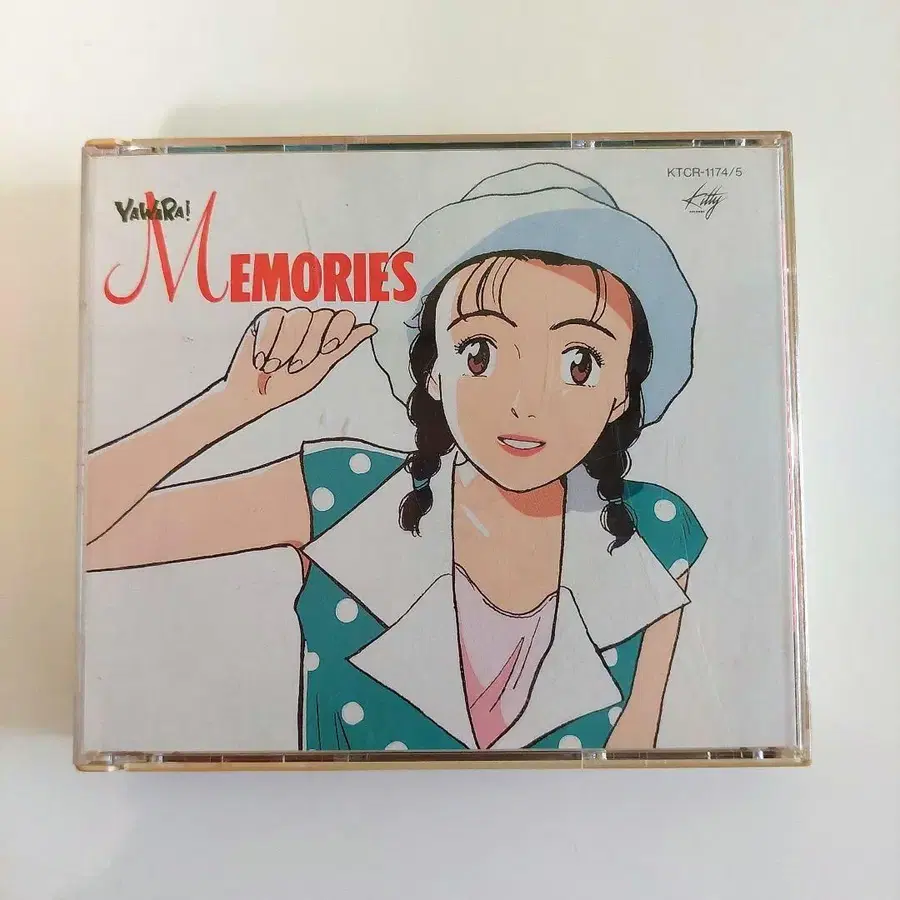 YAWARA!
MEMORIES
KTCR-1174/5
Kitty